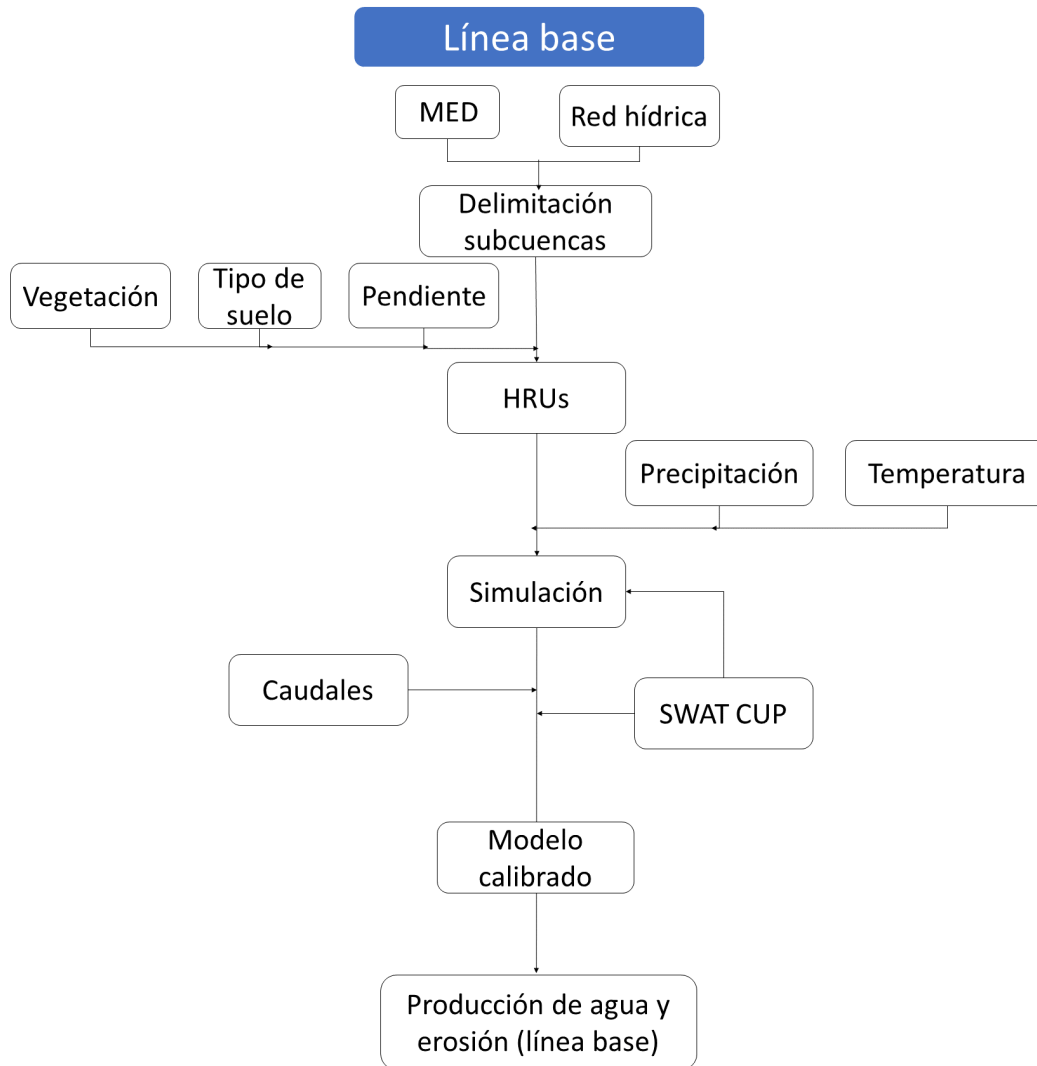 Línea base
MED
Red hídrica
Delimitación
subcuencas
Vegetación
Tipo de
suelo
Pendiente
HRUs
Precipitación
Temperatura
Simulación
Caudales
SWAT CUP
Modelo
calibrado
Producción de agua y
erosión (línea base)